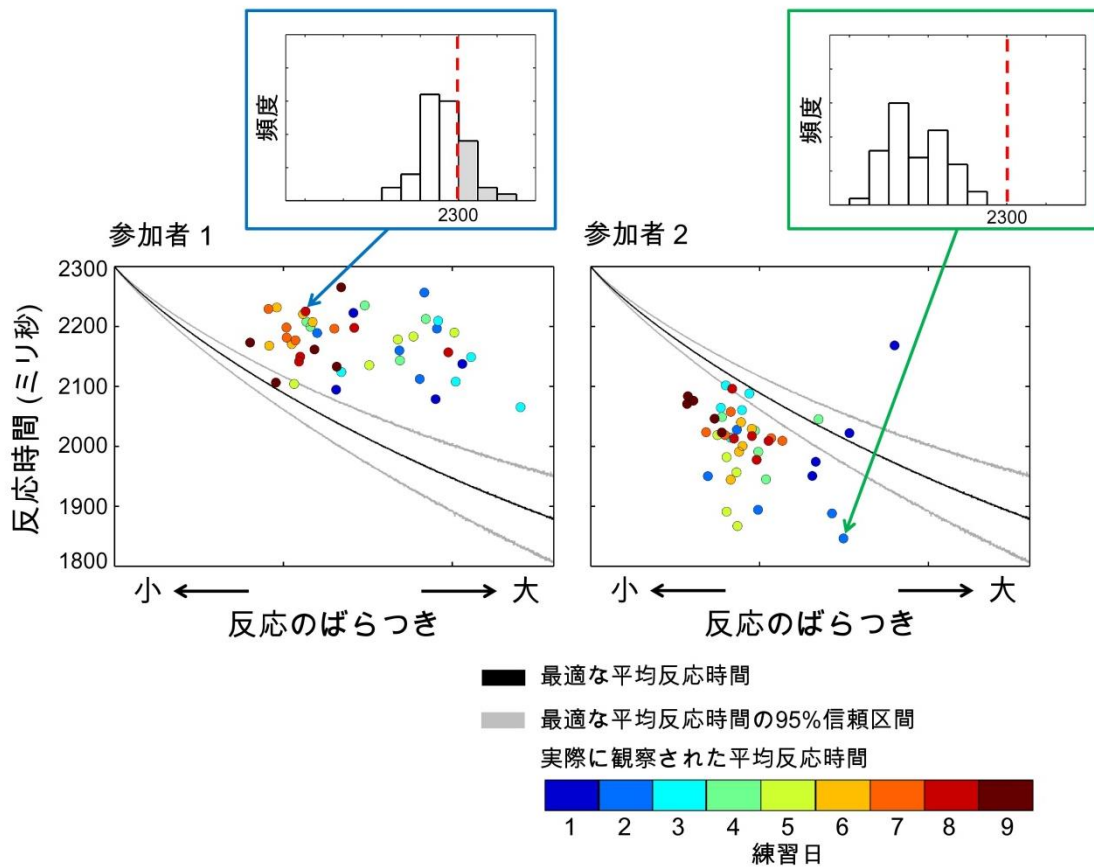 頻度
2300
頻度
2300
参加者 1
参加者 2
反応時間 (ミリ秒)
2300
2200
2100
2000
1900
1800
小
大
反応のばらつき
小
大
反応のばらつき
最適な平均反応時間
最適な平均反応時間の95%信頼区間
実際に観察された平均反応時間
1 2 3 4 5 6 7 8 9
練習日